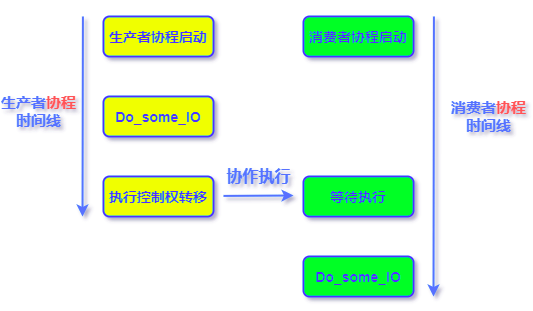 生产者协程启动
消费者协程启动
生产者协程
时间线
Do_some_IO
消费者协程
时间线
协作执行
执行控制权转移
等待执行
Do_some_IO